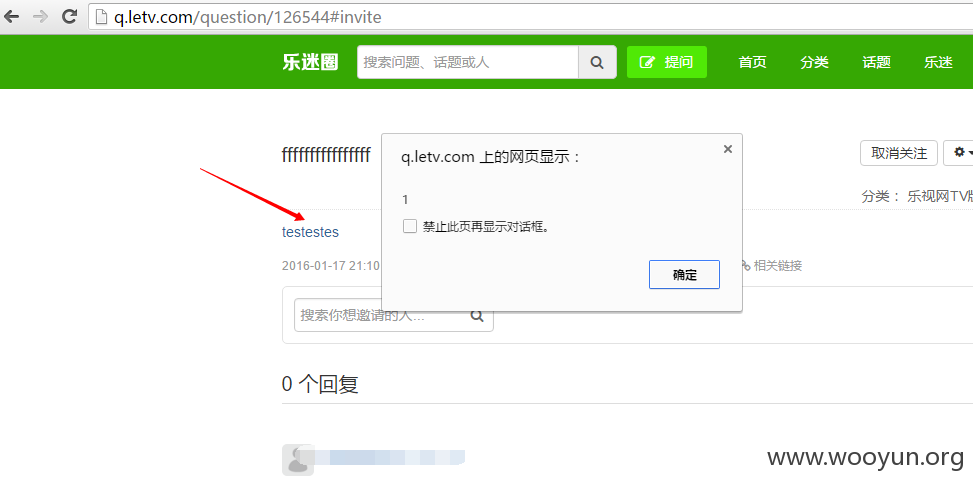 q.letv.com/question/126544#invite
乐迷圈 搜索问题、话题或人 提问 首页 分类 话题 乐迷
ffffffffffffffff
取消关注
q.letv.com 上的网页显示：
1
禁止此页再显示对话框。
确定
分类： 乐视网TV版
testestes
2016-01-17 21:10
相关链接
搜索你想邀请的人...
0 个回复
www.wooyun.org